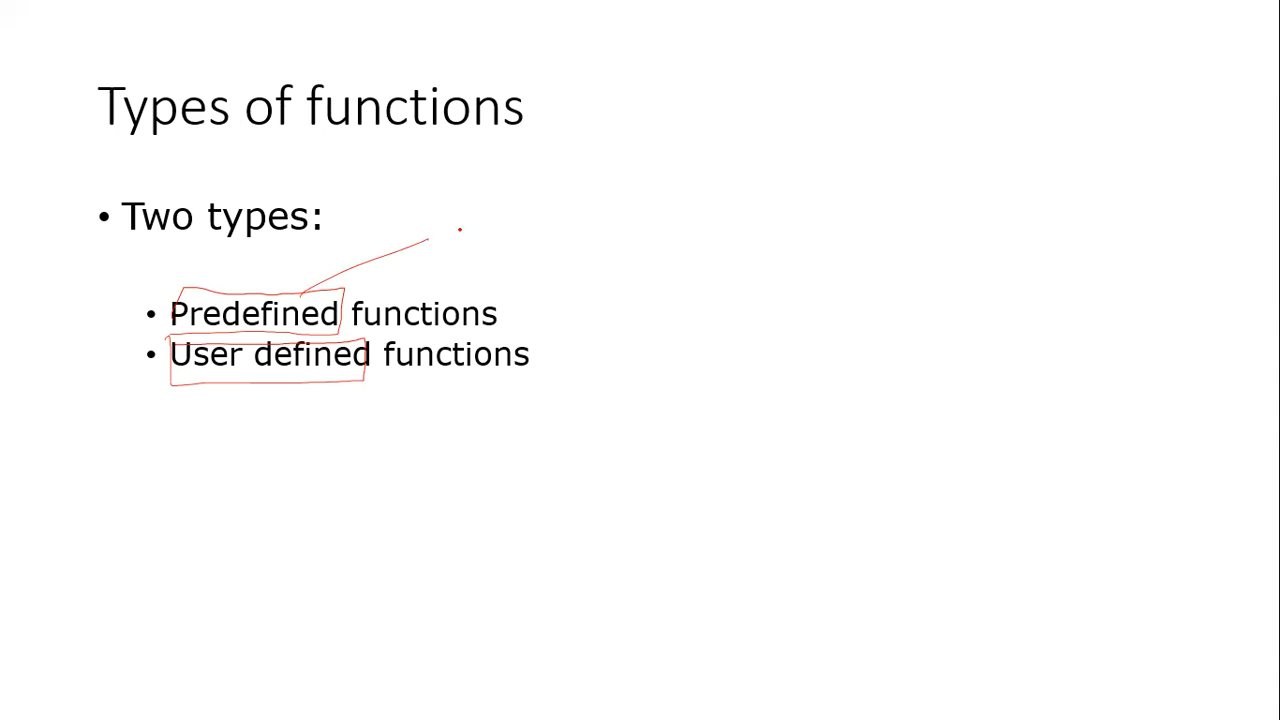 Types of functions
• Two types:
• Predefined functions
• User defined functions